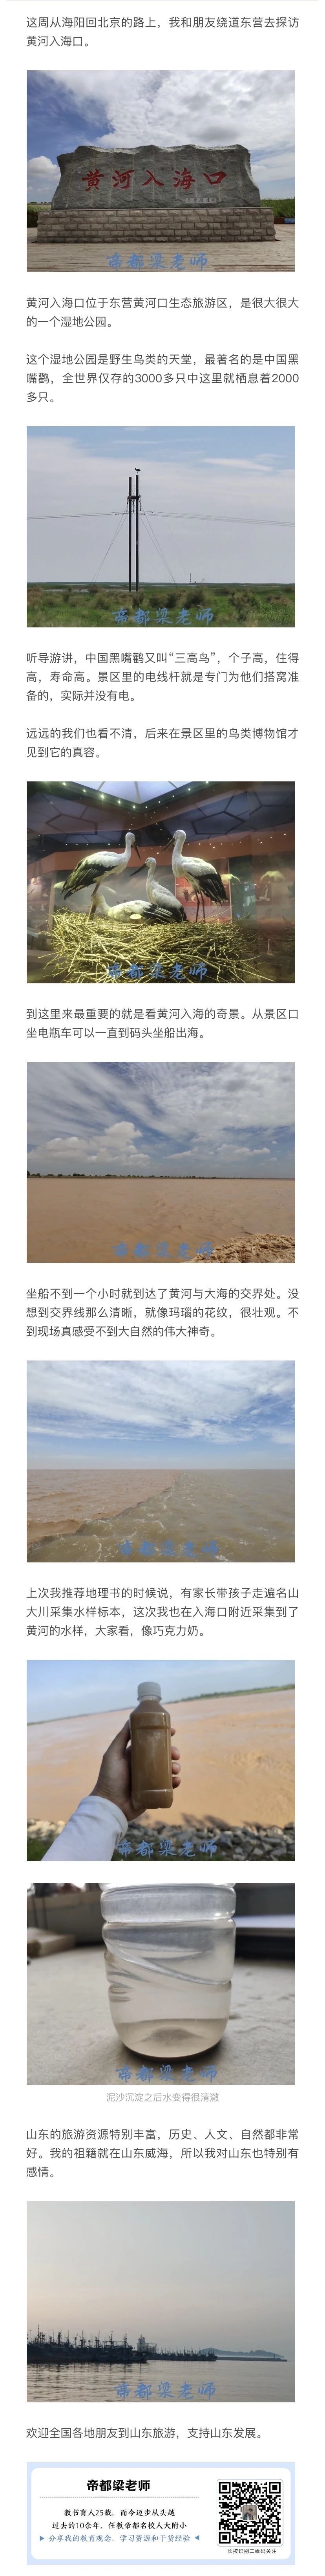 这周从海阳回北京的路上，我和朋友绕道东营去探访
黄河入海口。
黄河入海口
帝都梁老师
黄河入海口位于东营黄河口生态旅游区，是很大很大
的一个湿地公园。
这个湿地公园是野生鸟类的天堂，最著名的是中国黑
嘴鹳，全世界仅存的3000多只中这里就栖息着2000
多只。
帝都梁老师
听导游讲，中国黑嘴鹳又叫“三高鸟”，个子高，住得
高，寿命高。景区里的电线杆就是专门为他们搭窝准
备的，实际并没有电。
远远的我们也看不清，后来在景区里的鸟类博物馆才
见到它的真容。
帝都梁老师
到这里来最重要的就是看黄河入海的奇景。从景区口
坐电瓶车可以一直到码头坐船出海。
帝都梁老师
坐船不到一个小时就到达了黄河与大海的交界处。没
想到交界线那么清晰，就像玛瑙的花纹，很壮观。不
到现场真感受不到大自然的伟大神奇。
帝都梁老师
上次我推荐地理书的时候说，有家长带孩子走遍名山
大川采集水样标本，这次我也在入海口附近采集到了
黄河的水样，大家看，像巧克力奶。
帝都梁老师
帝都梁老师
泥沙沉淀之后水变得很清澈
山东的旅游资源特别丰富，历史、人文、自然都非常
好。我的祖籍就在山东威海，所以我对山东也特别有
感情。
帝都梁老师
欢迎全国各地朋友到山东旅游，支持山东发展。
帝都梁老师
教书育人25载，而今迈步从头越
过去的10余年，任教帝都名校人大附小
分享我的教育观念、学习资源和干货经验
长按识别二维码关注